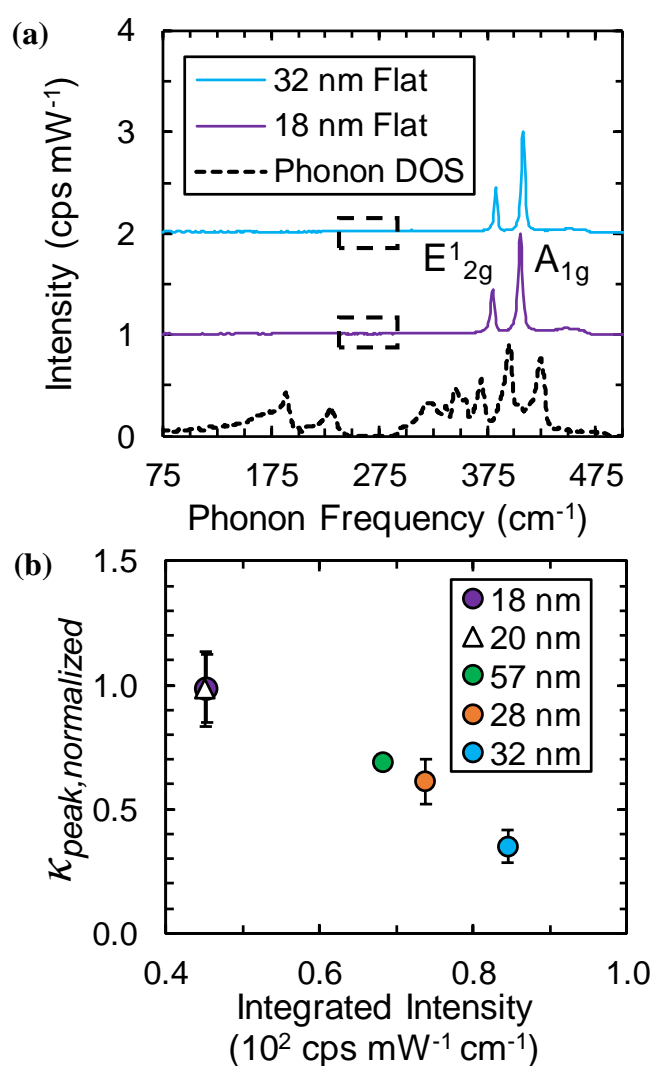 (a)
4
3
2
1
0
Intensity (cps mW⁻¹)
32 nm Flat
18 nm Flat
Phonon DOS
E¹₂g
A₁g
75 175 275 375 475
Phonon Frequency (cm⁻¹)
(b)
1.5
1.0
0.5
0.0
κpeak,normalized
18 nm
20 nm
57 nm
28 nm
32 nm
0.4 0.6 0.8 1.0
Integrated Intensity
(10² cps mW⁻¹ cm⁻¹)